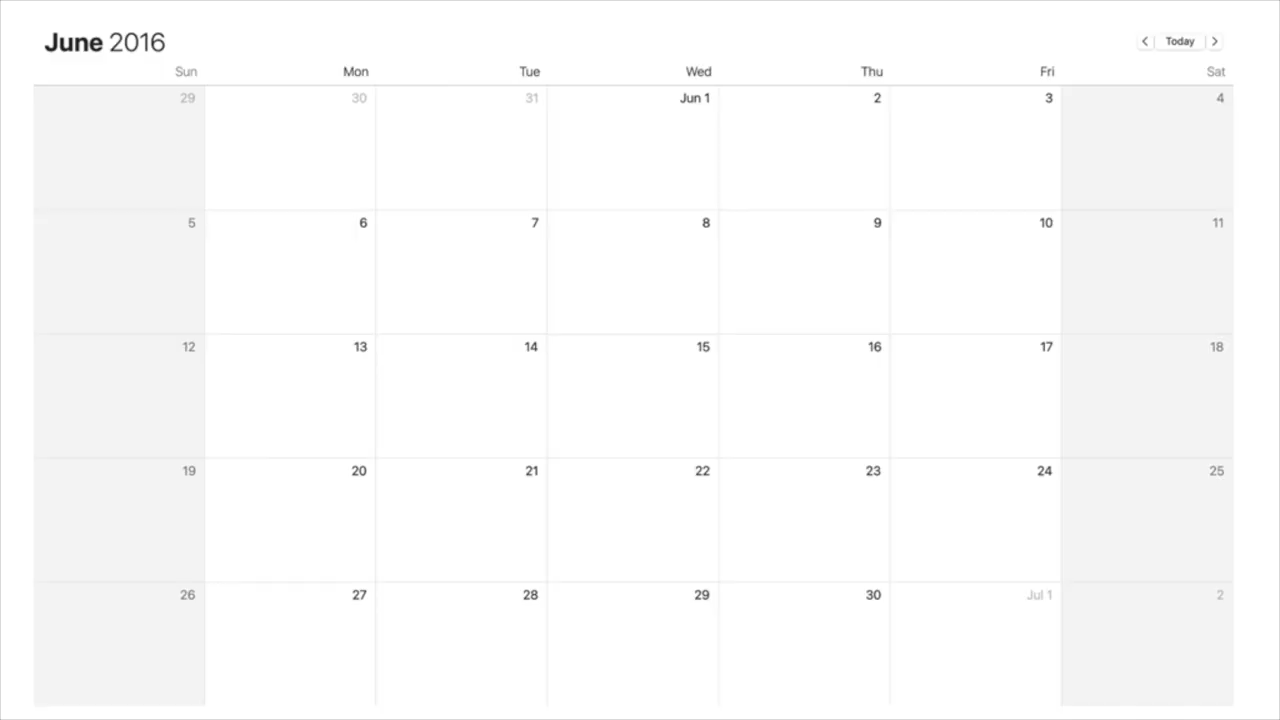 June 2016
Today
Sun Mon Tue Wed Thu Fri Sat
29 30 31 Jun 1 2 3 4
5 6 7 8 9 10 11
12 13 14 15 16 17 18
19 20 21 22 23 24 25
26 27 28 29 30 Jul 1 2